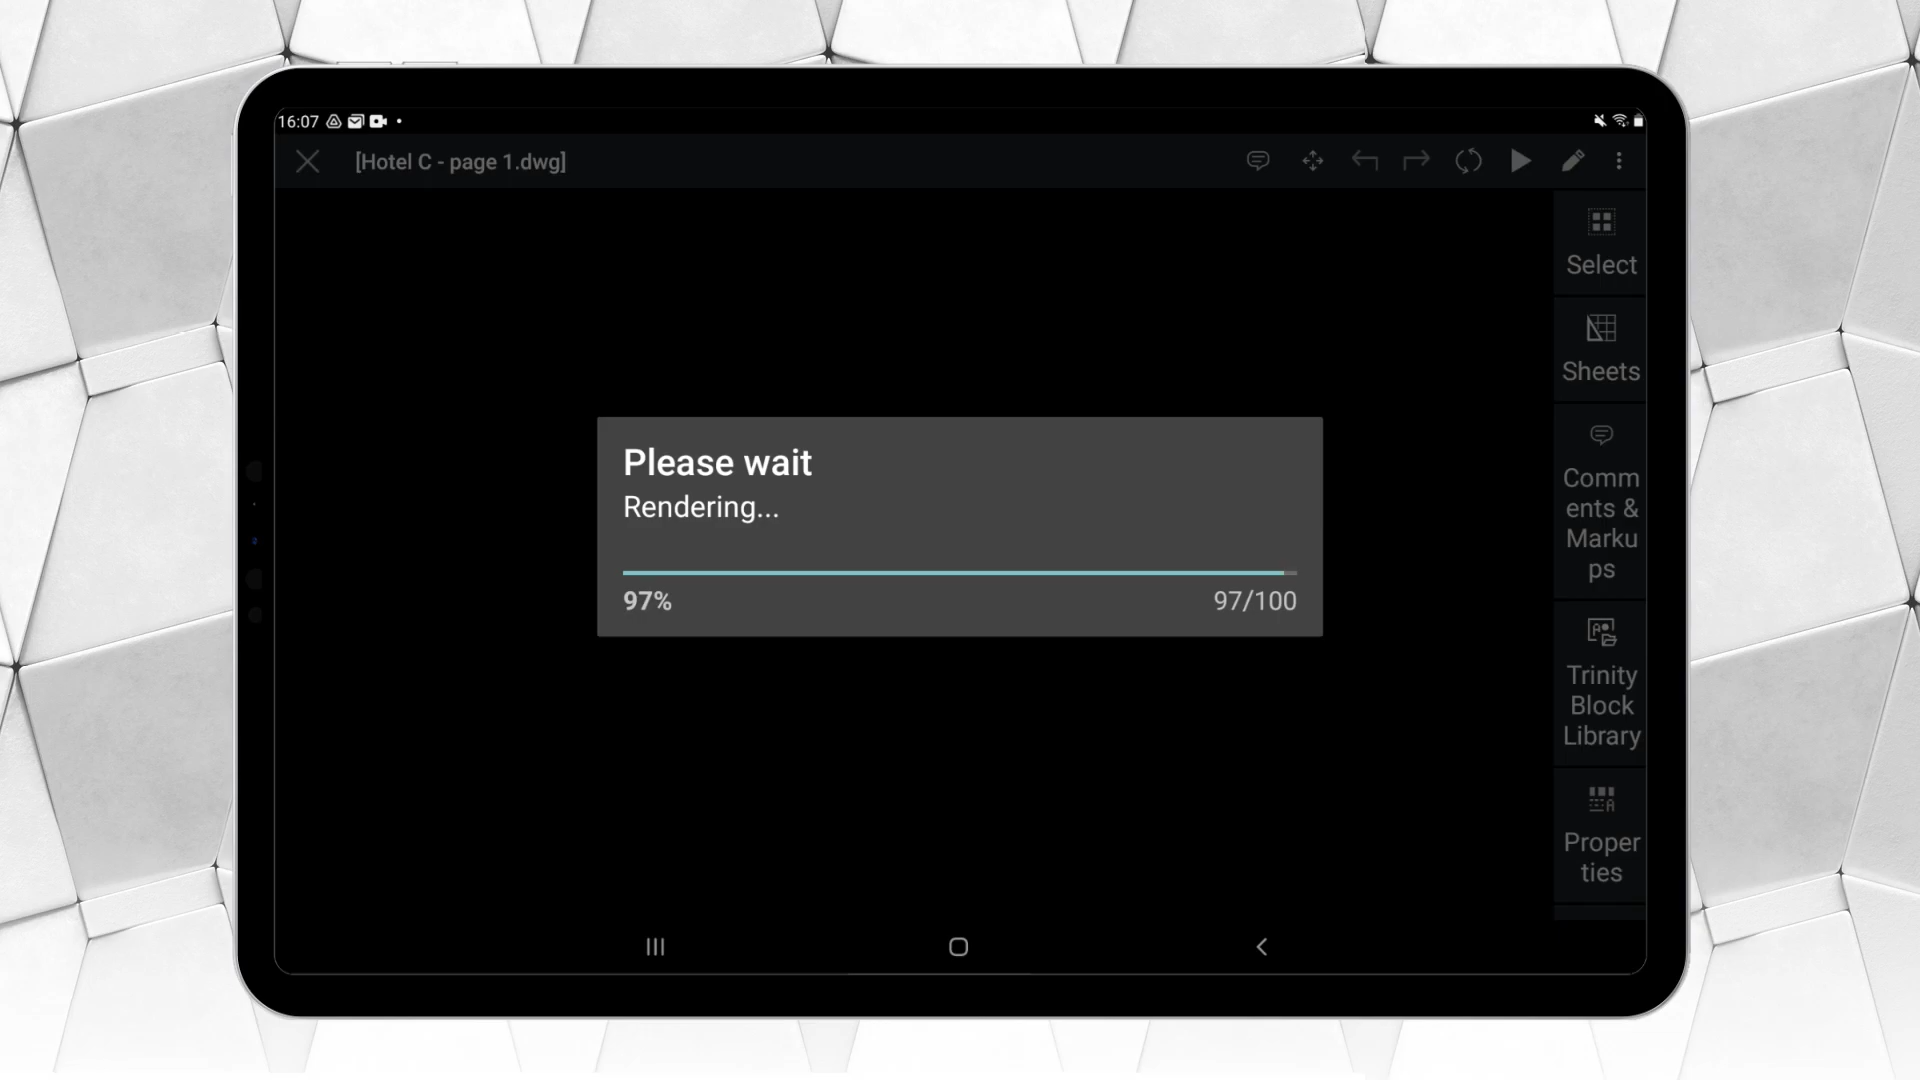 16:07
[Hotel C - page 1.dwg]
Select
Sheets
Comm
ents &
Marku
ps
Trinity
Block
Library
Proper
ties
Please wait
Rendering...
97%
97/100